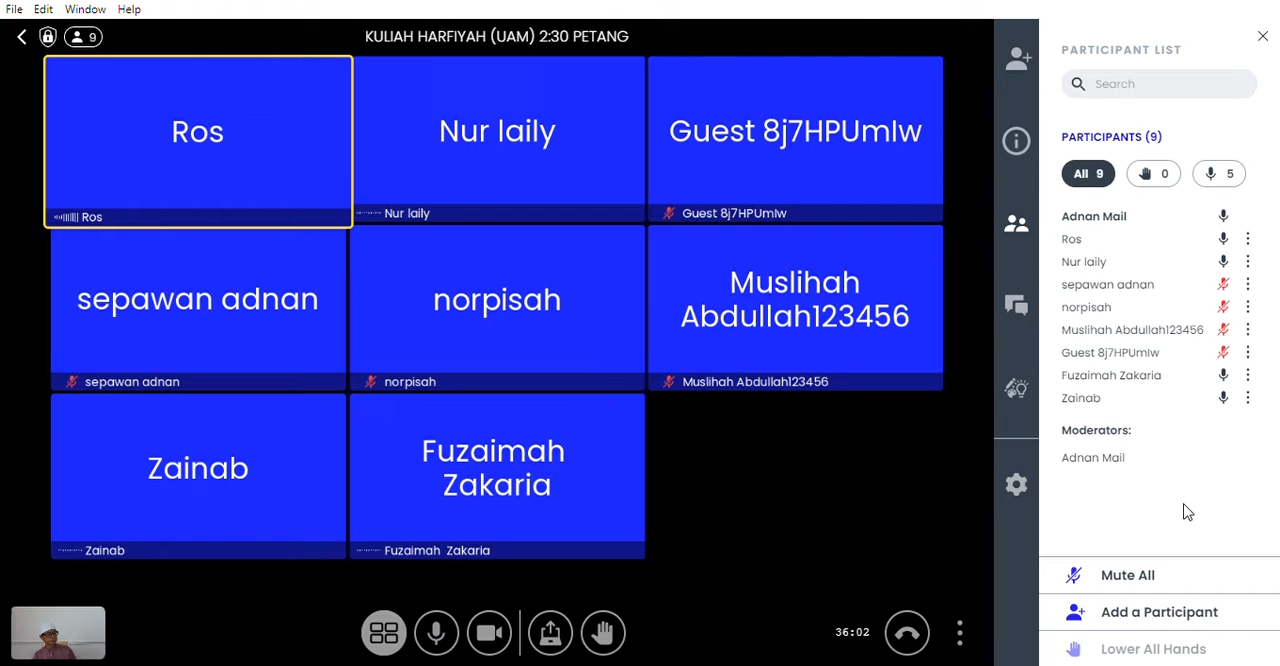 File Edit Window Help
9
KULIAH HARFIYAH (UAM) 2:30 PETANG
Ros
Ros
Nur laily
Nur laily
Guest 8j7HPUmIw
Guest 8j7HPUmIw
sepawan adnan
sepawan adnan
norpisah
norpisah
Muslihah
Abdullah123456
Muslihah Abdullah123456
Zainab
Zainab
Fuzaimah
Zakaria
Fuzaimah Zakaria
36:02
PARTICIPANT LIST
Search
PARTICIPANTS (9)
All 9 0 5
Adnan Mail
Ros
Nur laily
sepawan adnan
norpisah
Muslihah Abdullah123456
Guest 8j7HPUmIw
Fuzaimah Zakaria
Zainab
Moderators:
Adnan Mail
Mute All
Add a Participant
Lower All Hands